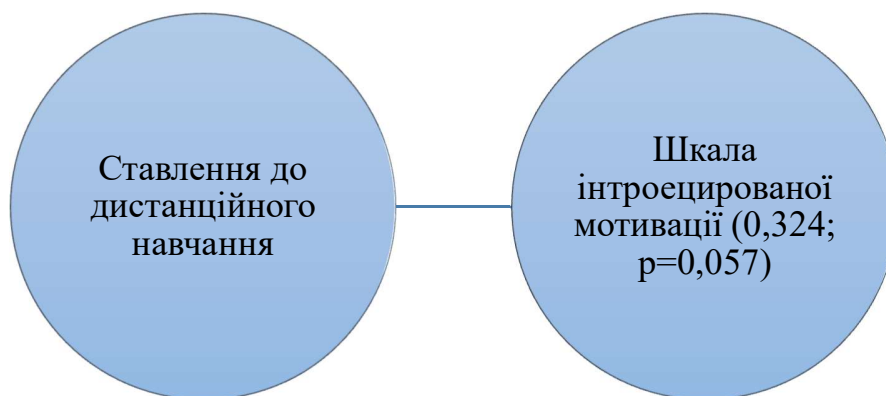 Ставлення до
дистанційного
навчання
Шкала
інтроецированої
мотивації (0,324;
р=0,057)